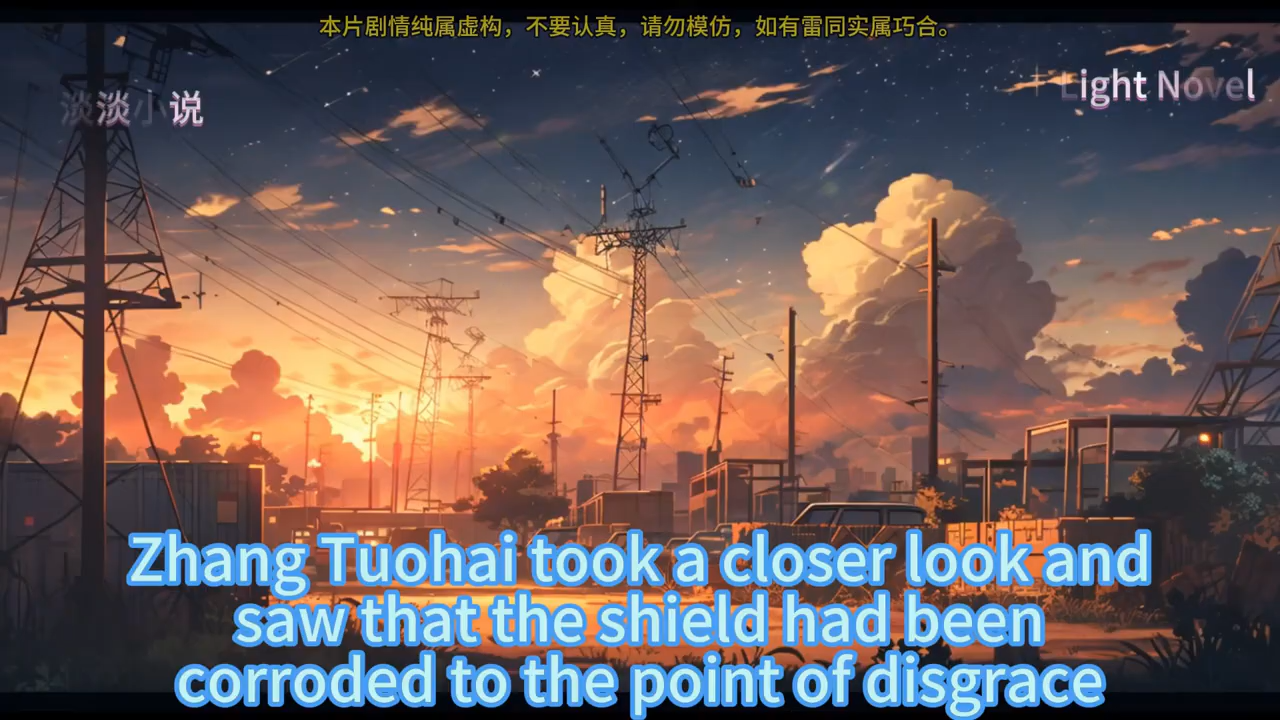 本片剧情纯属虚构，不要认真，请勿模仿，如有雷同实属巧合。
淡淡小说
Light Novel
Zhang Tuohai took a closer look and
saw that the shield had been
corroded to the point of disgrace